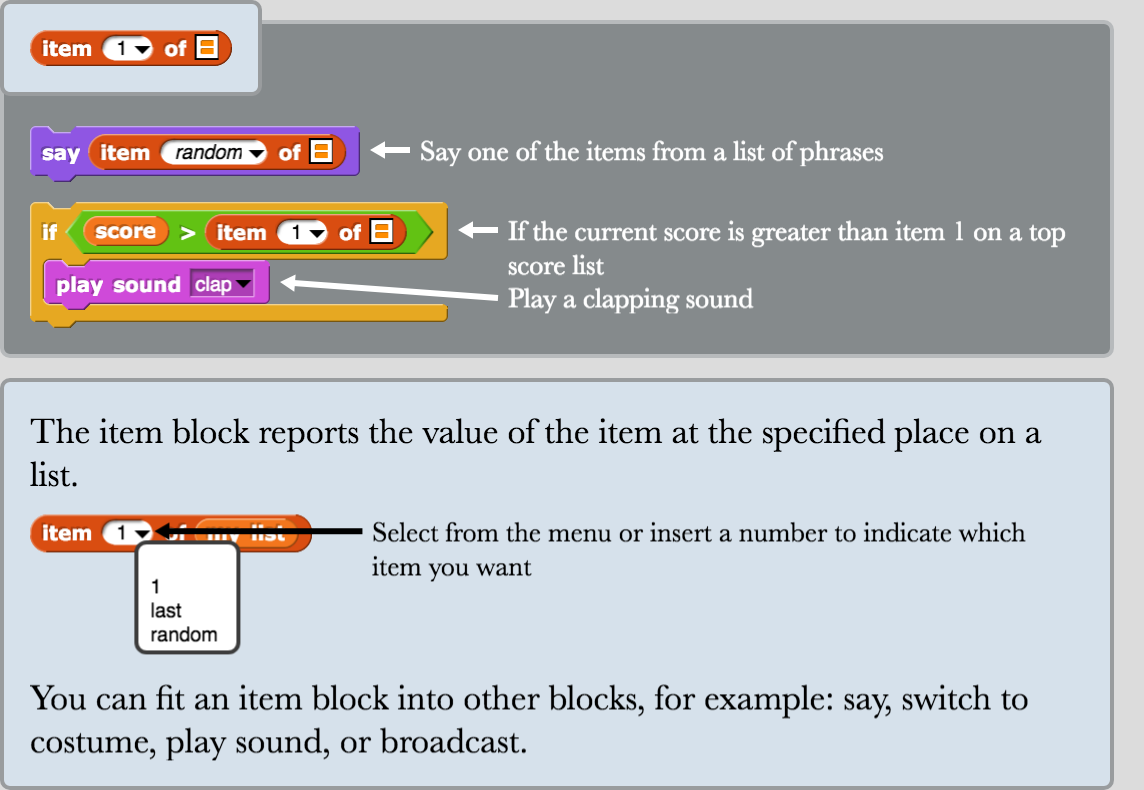 item 1 of
say item random of
Say one of the items from a list of phrases
if score > item 1 of
If the current score is greater than item 1 on a top
score list
play sound clap
Play a clapping sound
The item block reports the value of the item at the specified place on a
list.
item 1 of my list
Select from the menu or insert a number to indicate which
item you want
1
last
random
You can fit an item block into other blocks, for example: say, switch to
costume, play sound, or broadcast.